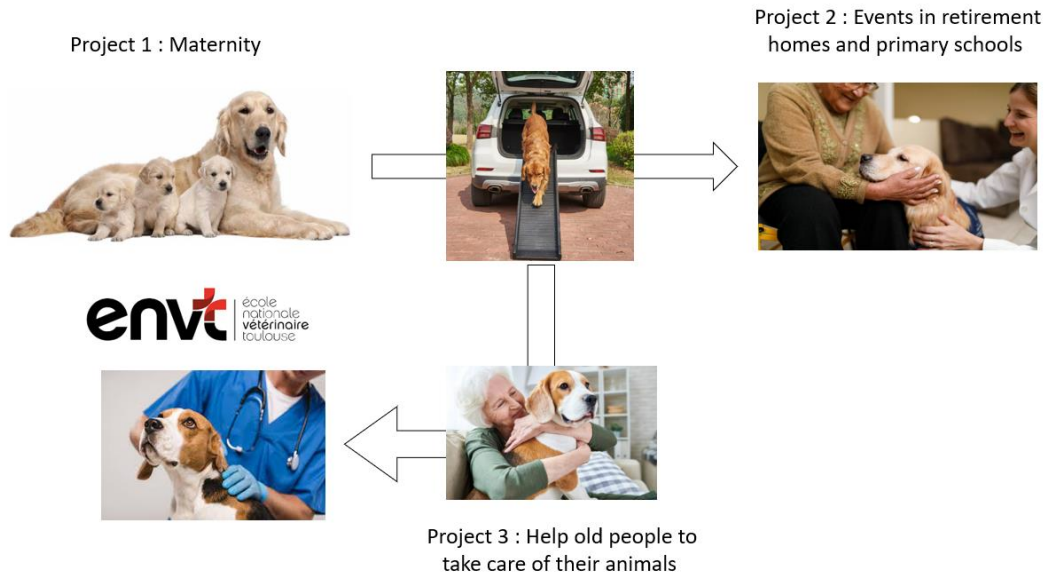 Project 1 : Maternity
Project 2 : Events in retirement
homes and primary schools
envt
école
nationale
vétérinaire
toulouse
Project 3 : Help old people to
take care of their animals